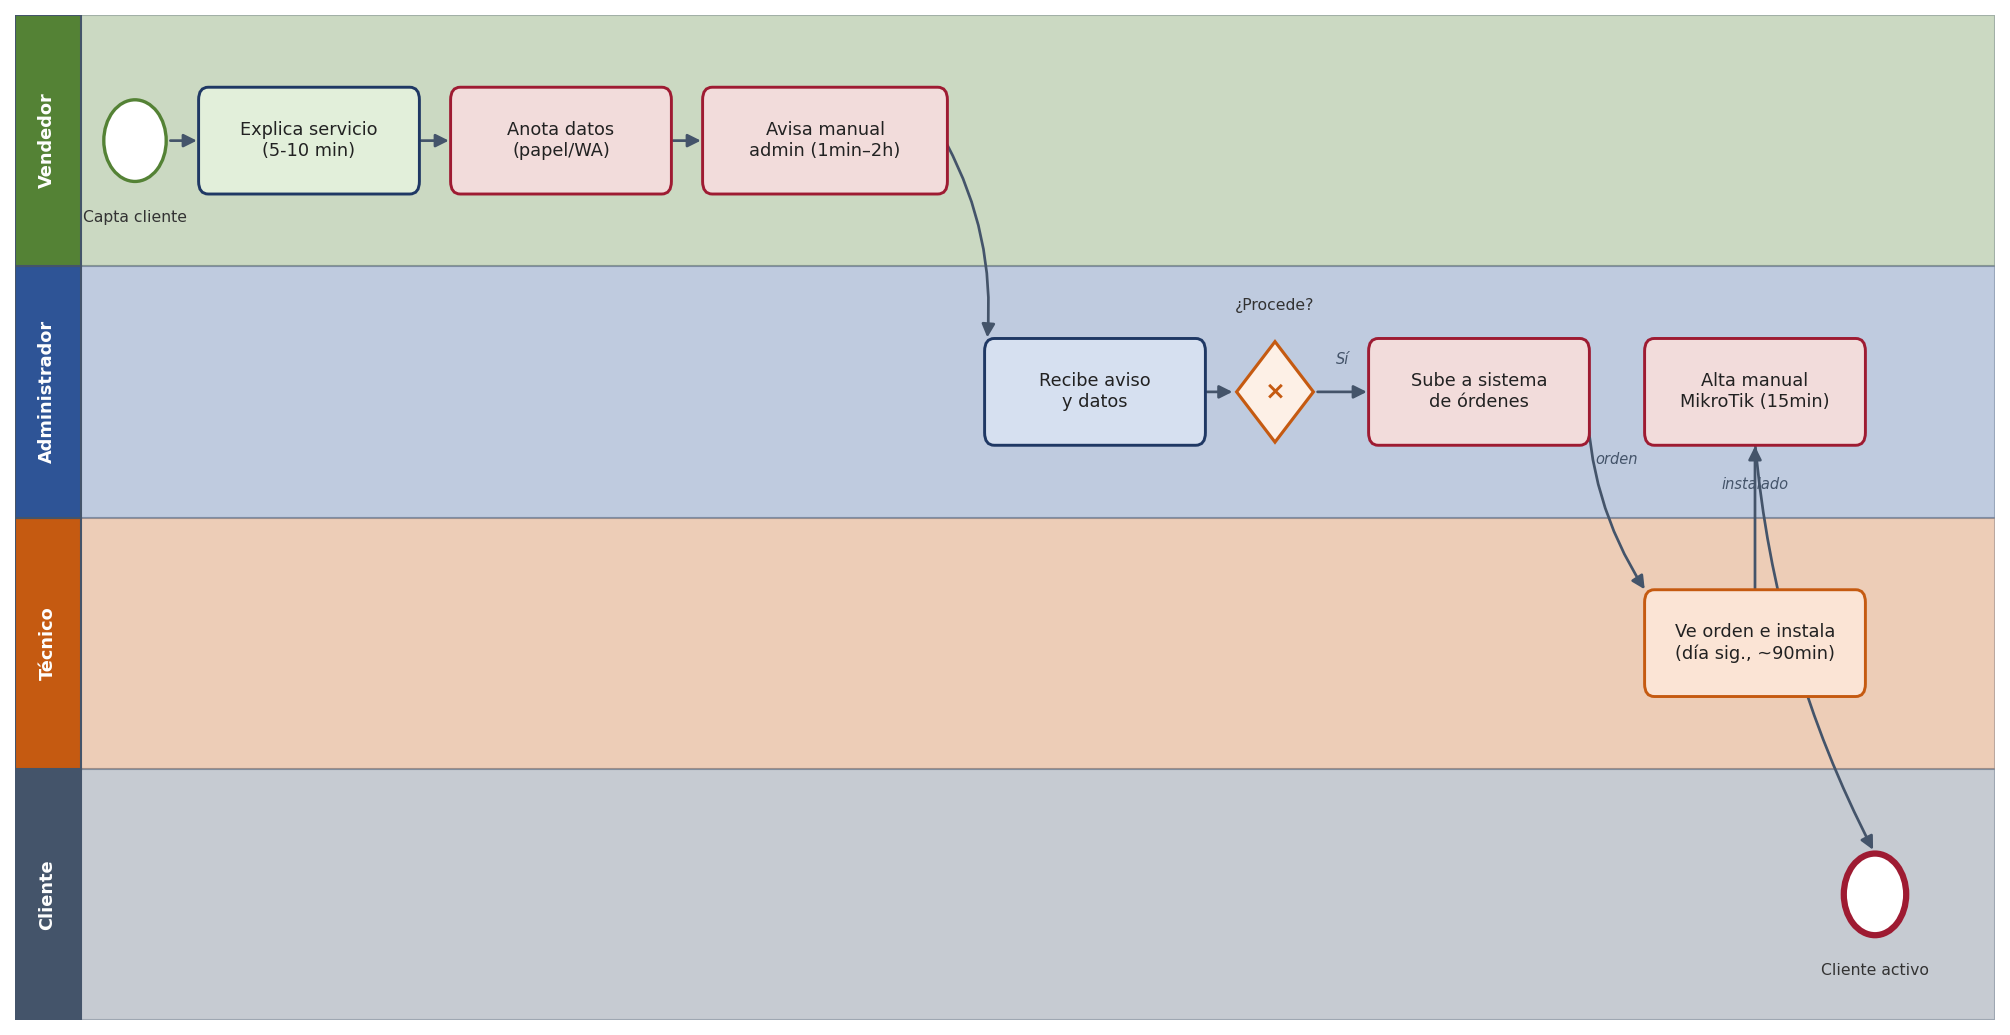 Vendedor
Explica servicio
(5-10 min)
Anota datos
(papel/WA)
Avisa manual
admin (1min–2h)
Capta cliente
Administrador
¿Procede?
Recibe aviso
y datos
×
Sí
Sube a sistema
de órdenes
Alta manual
MikroTik (15min)
orden
instalado
Técnico
Ve orden e instala
(día sig., ~90min)
Cliente
Cliente activo